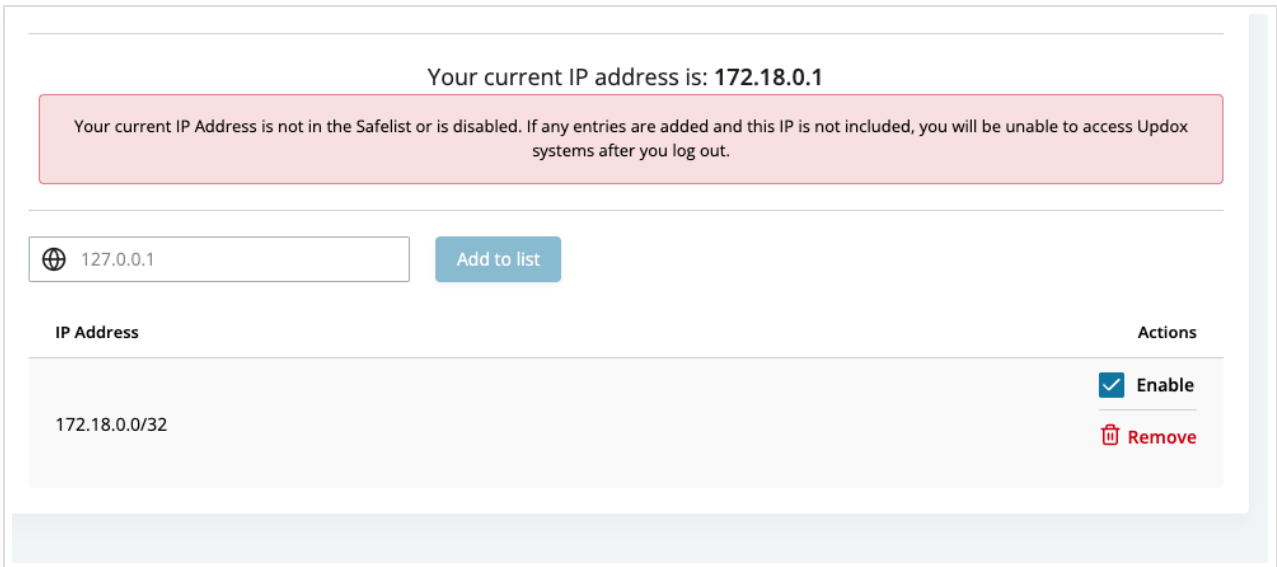 Your current IP address is: 172.18.0.1
Your current IP Address is not in the Safelist or is disabled. If any entries are added and this IP is not included, you will be unable to access Updox
systems after you log out.
127.0.0.1
Add to list
IP Address
Actions
Enable
172.18.0.0/32
Remove